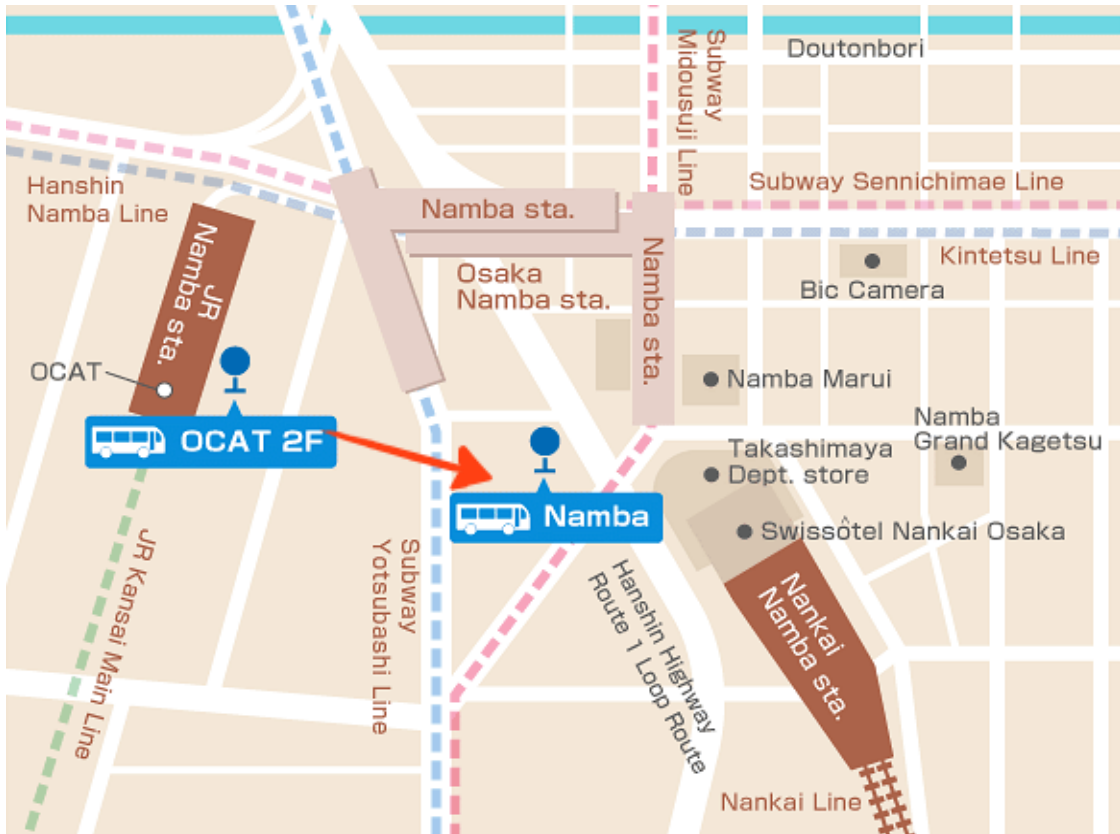 Doutonbori
Subway
Midousuji Line
Hanshin
Namba Line
Subway Sennichimae Line
Namba sta.
Kintetsu Line
JR
Namba sta.
Osaka
Namba sta.
Namba sta.
Bic Camera
OCAT
Namba Marui
OCAT 2F
Namba
Grand Kagetsu
Takashimaya
Dept. store
Namba
Swissôtel Nankai Osaka
JR Kansai Main Line
Subway
Yotsubashi Line
Hanshin Highway
Route 1 Loop Route
Nankai
Namba sta.
Nankai Line